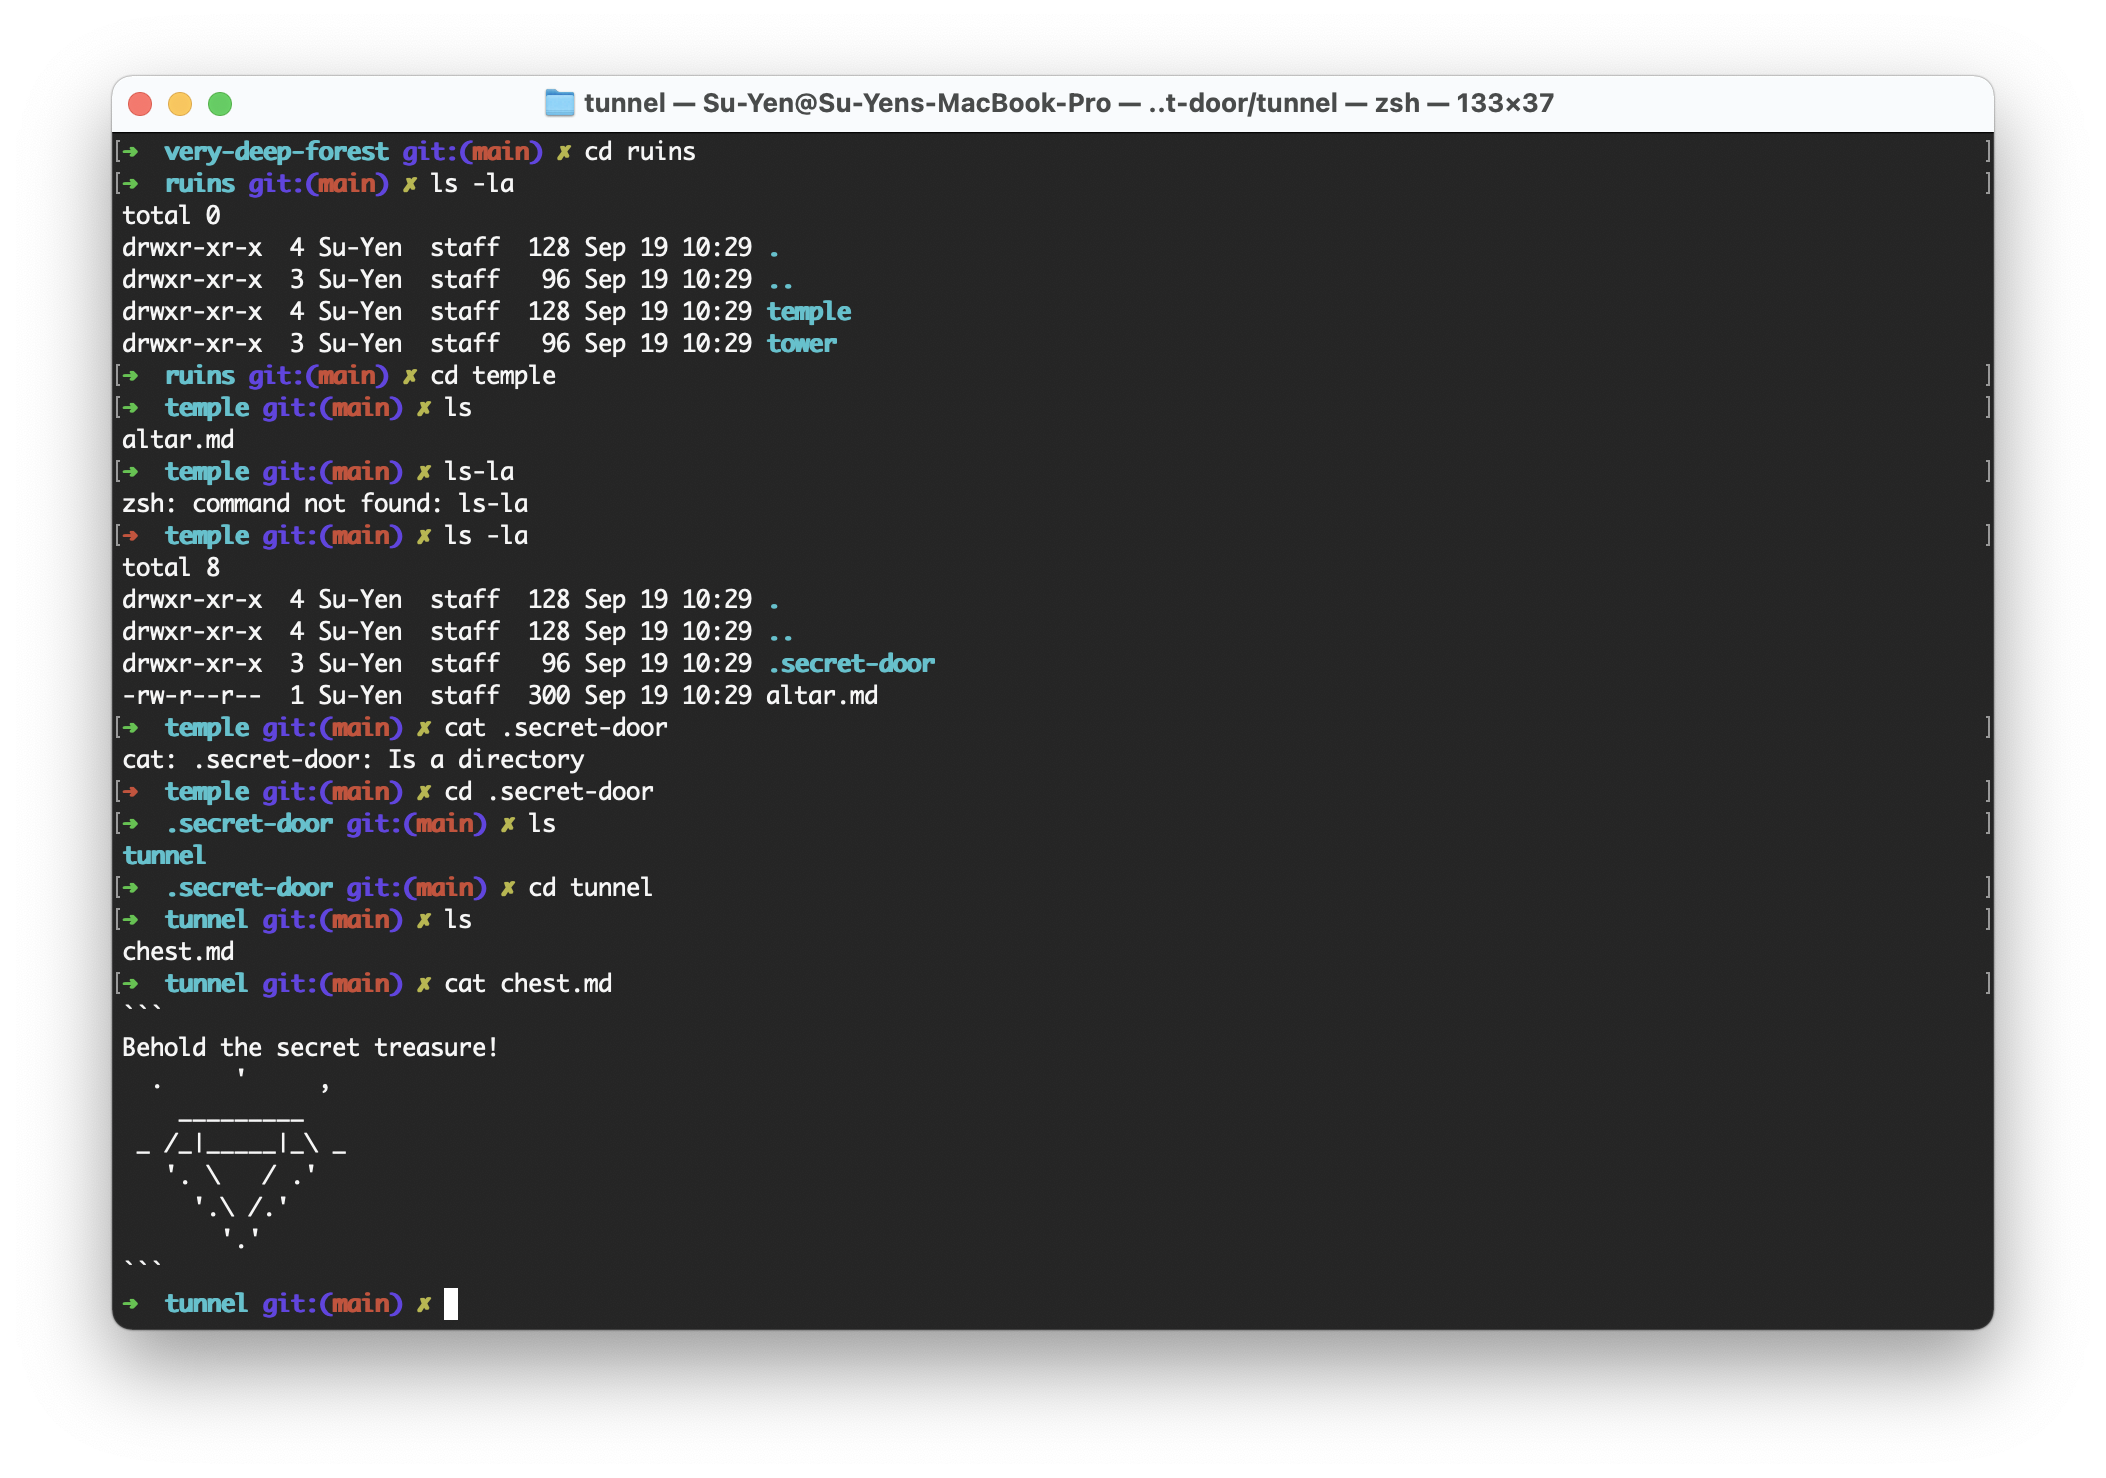 tunnel — Su-Yen@Su-Yens-MacBook-Pro — ..t-door/tunnel — zsh — 133×37
[➜  very-deep-forest git:(main) ✗ cd ruins ]
[➜  ruins git:(main) ✗ ls -la ]
total 0
drwxr-xr-x  4 Su-Yen  staff  128 Sep 19 10:29 .
drwxr-xr-x  3 Su-Yen  staff   96 Sep 19 10:29 ..
drwxr-xr-x  4 Su-Yen  staff  128 Sep 19 10:29 temple
drwxr-xr-x  3 Su-Yen  staff   96 Sep 19 10:29 tower
[➜  ruins git:(main) ✗ cd temple ]
[➜  temple git:(main) ✗ ls ]
altar.md
[➜  temple git:(main) ✗ ls-la ]
zsh: command not found: ls-la
[➜  temple git:(main) ✗ ls -la ]
total 8
drwxr-xr-x  4 Su-Yen  staff  128 Sep 19 10:29 .
drwxr-xr-x  4 Su-Yen  staff  128 Sep 19 10:29 ..
drwxr-xr-x  3 Su-Yen  staff   96 Sep 19 10:29 .secret-door
-rw-r--r--  1 Su-Yen  staff  300 Sep 19 10:29 altar.md
[➜  temple git:(main) ✗ cat .secret-door ]
cat: .secret-door: Is a directory
[➜  temple git:(main) ✗ cd .secret-door ]
[➜  .secret-door git:(main) ✗ ls ]
tunnel
[➜  .secret-door git:(main) ✗ cd tunnel ]
[➜  tunnel git:(main) ✗ ls ]
chest.md
[➜  tunnel git:(main) ✗ cat chest.md ]
```
Behold the secret treasure!
  .     '     ,
    _________
 _ /_|_____|_\ _
   '. \   / .'
     '.\ /.'
       '.'
```
➜  tunnel git:(main) ✗